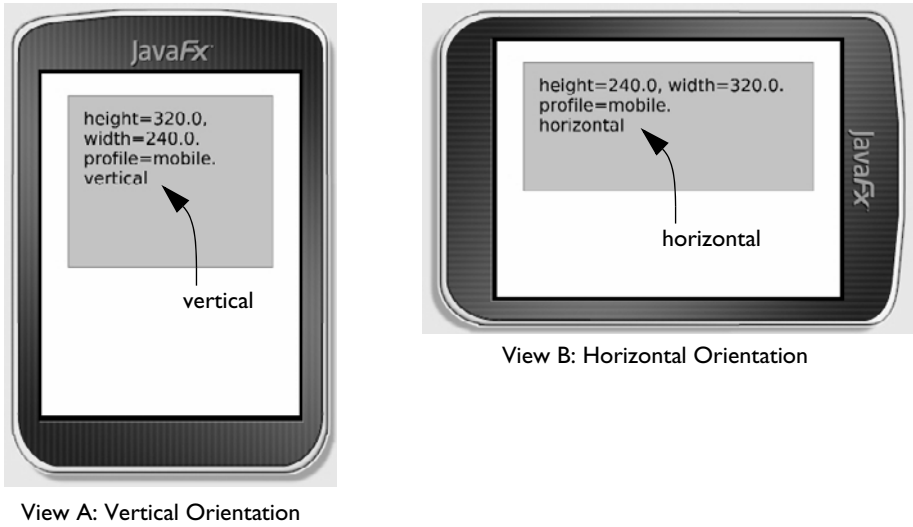 JavaFx
height=320.0,
width=240.0.
profile=mobile.
vertical
vertical
View A: Vertical Orientation
height=240.0, width=320.0.
profile=mobile.
horizontal
horizontal
JavaFx
View B: Horizontal Orientation